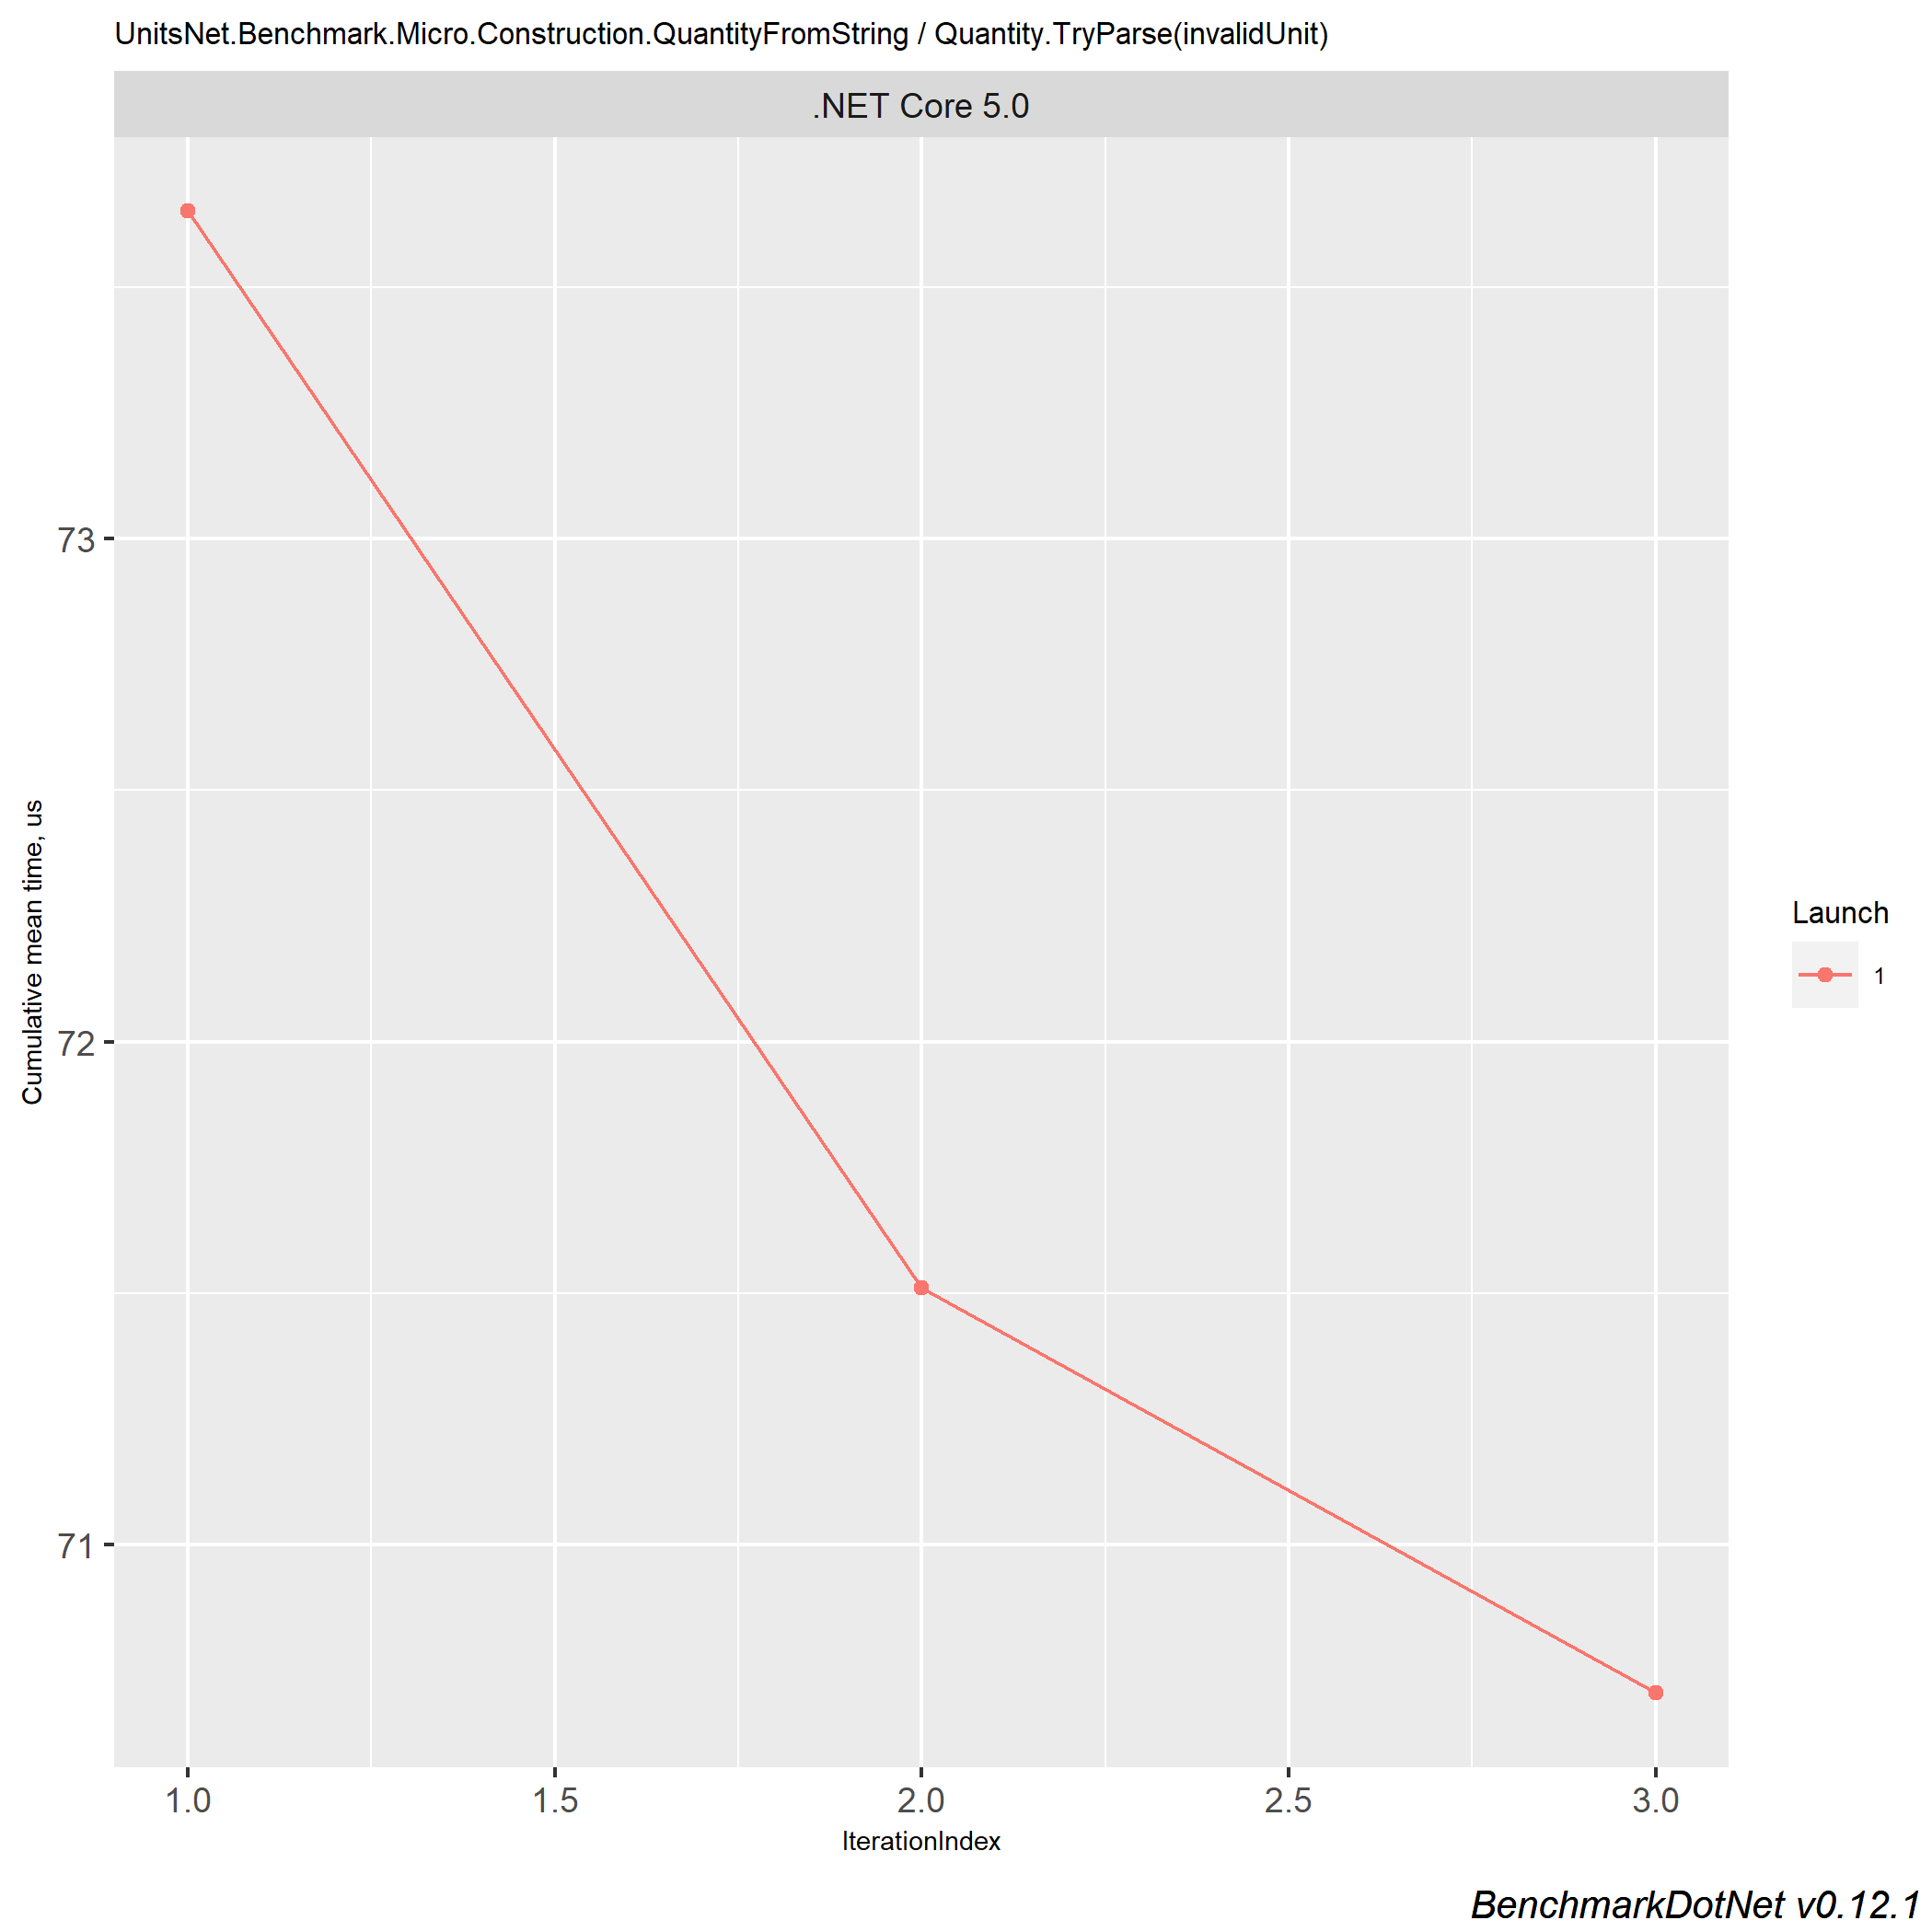 UnitsNet.Benchmark.Micro.Construction.QuantityFromString / Quantity.TryParse(invalidUnit)
.NET Core 5.0
73
72
71
Cumulative mean time, us
1.0 1.5 2.0 2.5 3.0
IterationIndex
Launch
1
BenchmarkDotNet v0.12.1